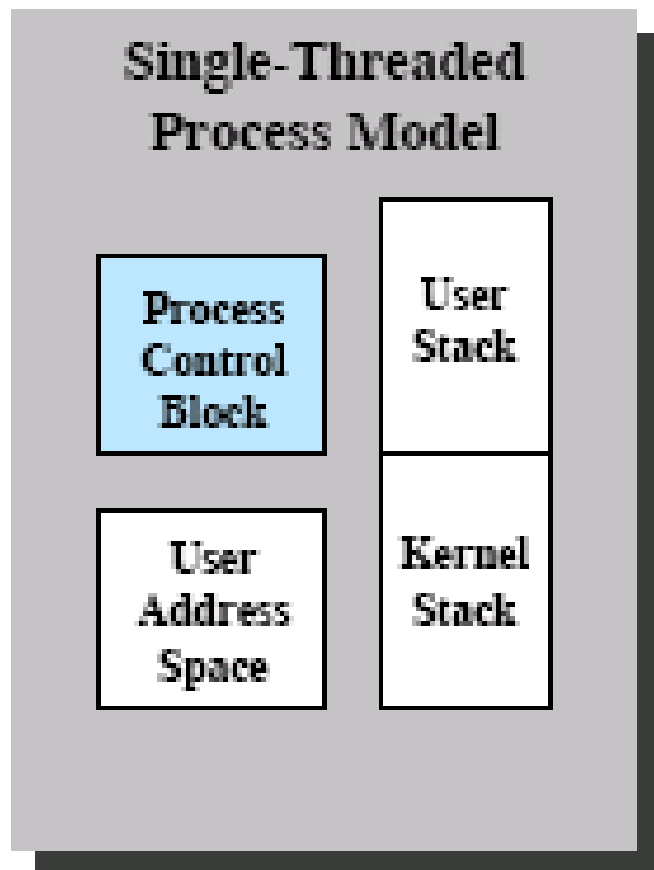 Single-Threaded
Process Model
Process
Control
Block
User
Stack
User
Address
Space
Kernel
Stack